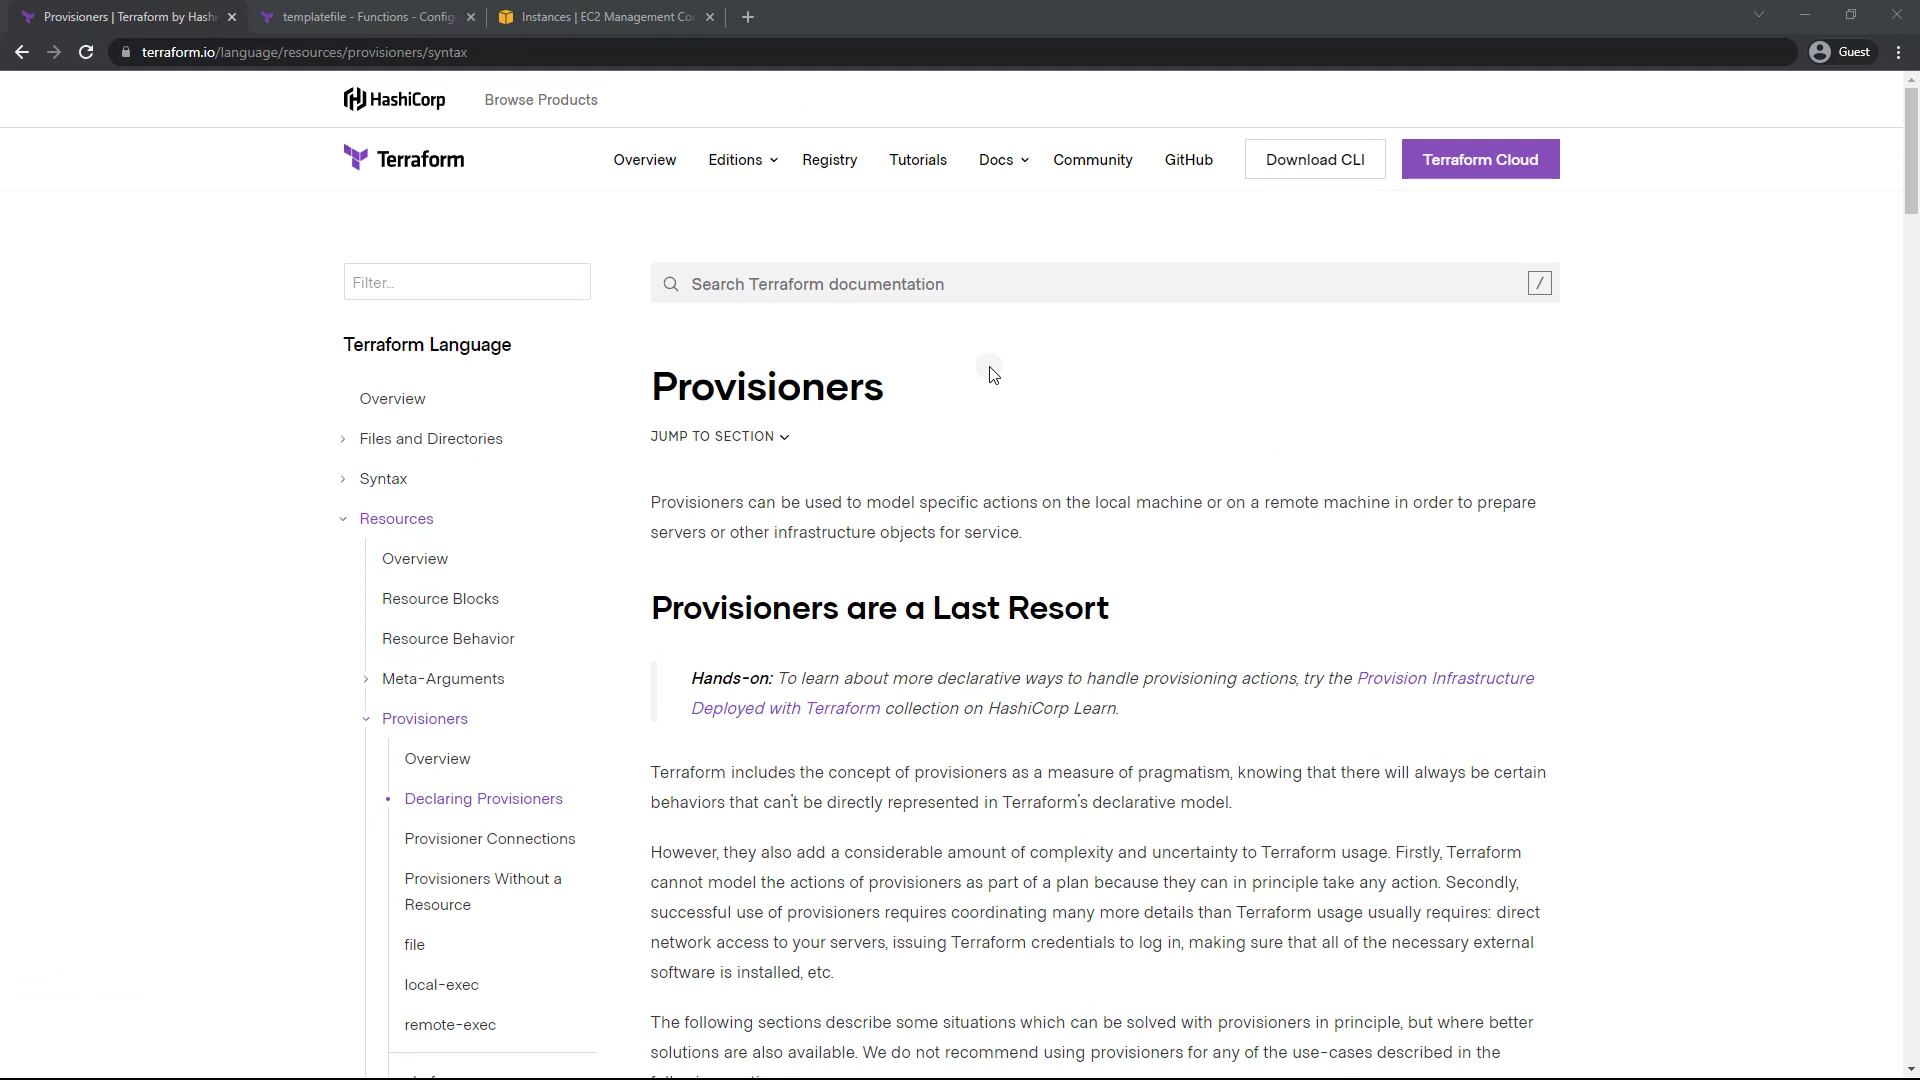 Provisioners | Terraform by Hashi
templatefile - Functions - Config
Instances | EC2 Management Co
terraform.io/language/resources/provisioners/syntax
Guest
HashiCorp
Browse Products
Terraform
Overview
Editions
Registry
Tutorials
Docs
Community
GitHub
Download CLI
Terraform Cloud
Filter...
Search Terraform documentation
/
Terraform Language
Overview
Files and Directories
Syntax
Resources
Overview
Resource Blocks
Resource Behavior
Meta-Arguments
Provisioners
Overview
Declaring Provisioners
Provisioner Connections
Provisioners Without a
Resource
file
local-exec
remote-exec
Provisioners
JUMP TO SECTION
Provisioners can be used to model specific actions on the local machine or on a remote machine in order to prepare
servers or other infrastructure objects for service.
Provisioners are a Last Resort
Hands-on: To learn about more declarative ways to handle provisioning actions, try the Provision Infrastructure
Deployed with Terraform collection on HashiCorp Learn.
Terraform includes the concept of provisioners as a measure of pragmatism, knowing that there will always be certain
behaviors that can't be directly represented in Terraform's declarative model.
However, they also add a considerable amount of complexity and uncertainty to Terraform usage. Firstly, Terraform
cannot model the actions of provisioners as part of a plan because they can in principle take any action. Secondly,
successful use of provisioners requires coordinating many more details than Terraform usage usually requires: direct
network access to your servers, issuing Terraform credentials to log in, making sure that all of the necessary external
software is installed, etc.
The following sections describe some situations which can be solved with provisioners in principle, but where better
solutions are also available. We do not recommend using provisioners for any of the use-cases described in the